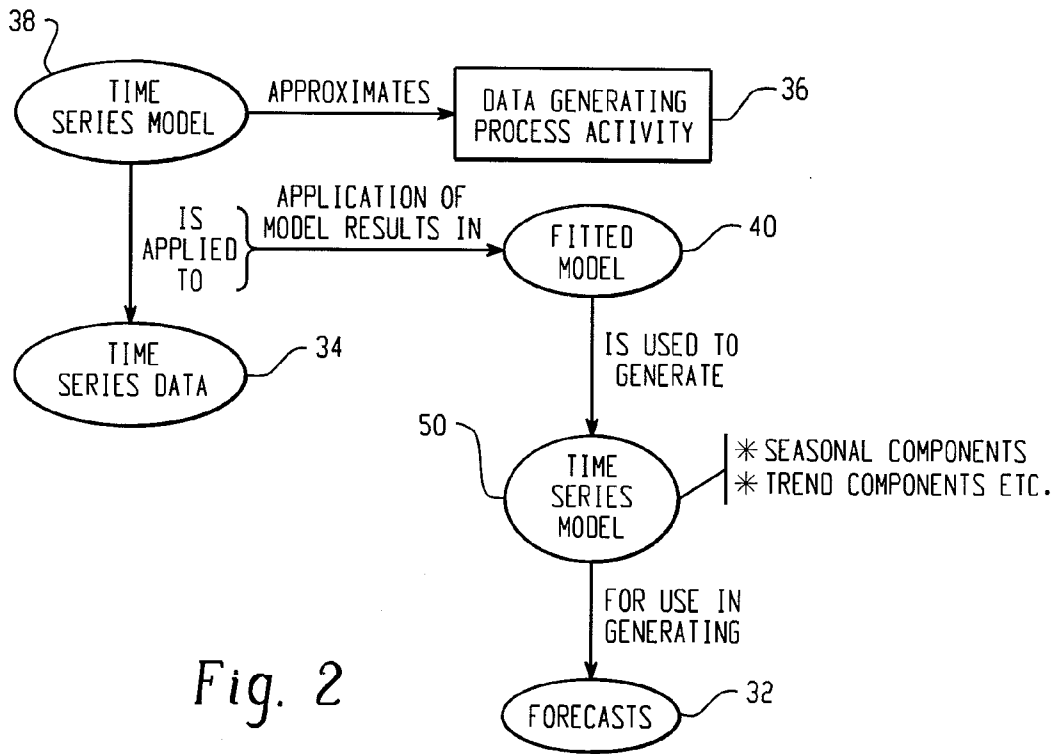 38
TIME
SERIES MODEL
APPROXIMATES
DATA GENERATING
PROCESS ACTIVITY
36
IS
APPLIED
TO
APPLICATION OF
MODEL RESULTS IN
FITTED
MODEL
40
TIME
SERIES DATA
34
IS USED TO
GENERATE
50
TIME
SERIES
MODEL
* SEASONAL COMPONENTS
* TREND COMPONENTS ETC.
FOR USE IN
GENERATING
FORECASTS
32
Fig. 2